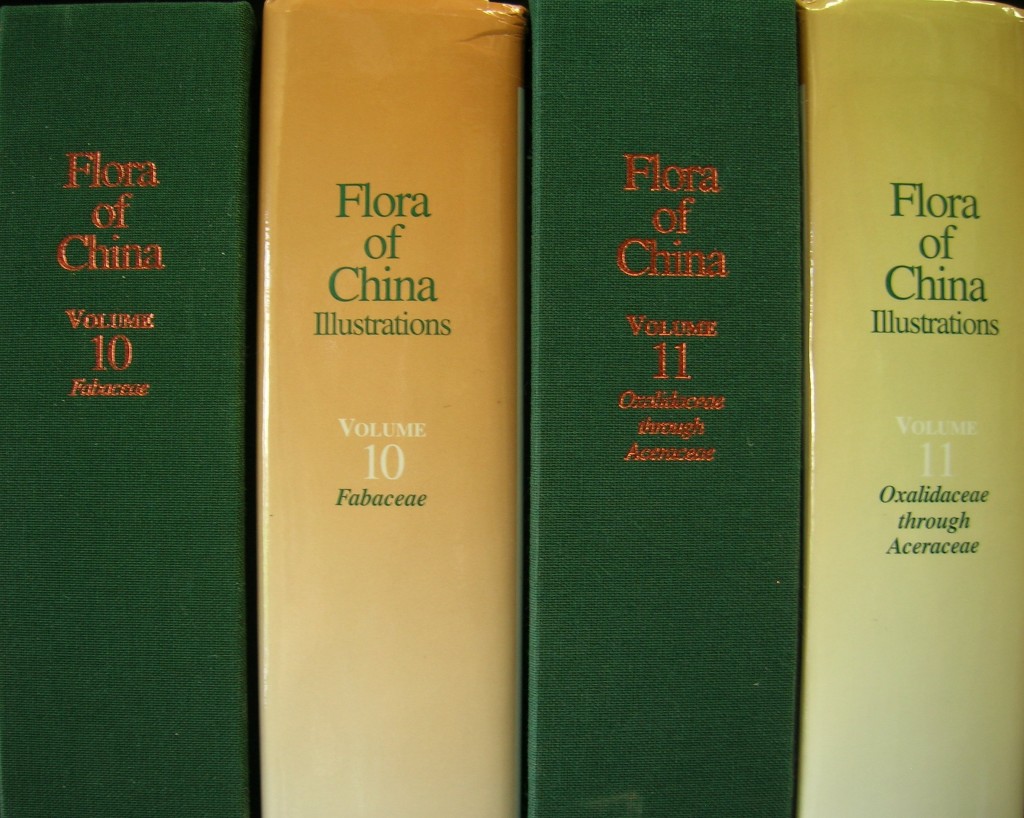 Flora
of
China
VOLUME
10
Fabaceae
Flora
of
China
Illustrations
VOLUME
10
Fabaceae
Flora
of
China
VOLUME
11
Oxalidaceae
through
Aceraceae
Flora
of
China
Illustrations
VOLUME
11
Oxalidaceae
through
Aceraceae